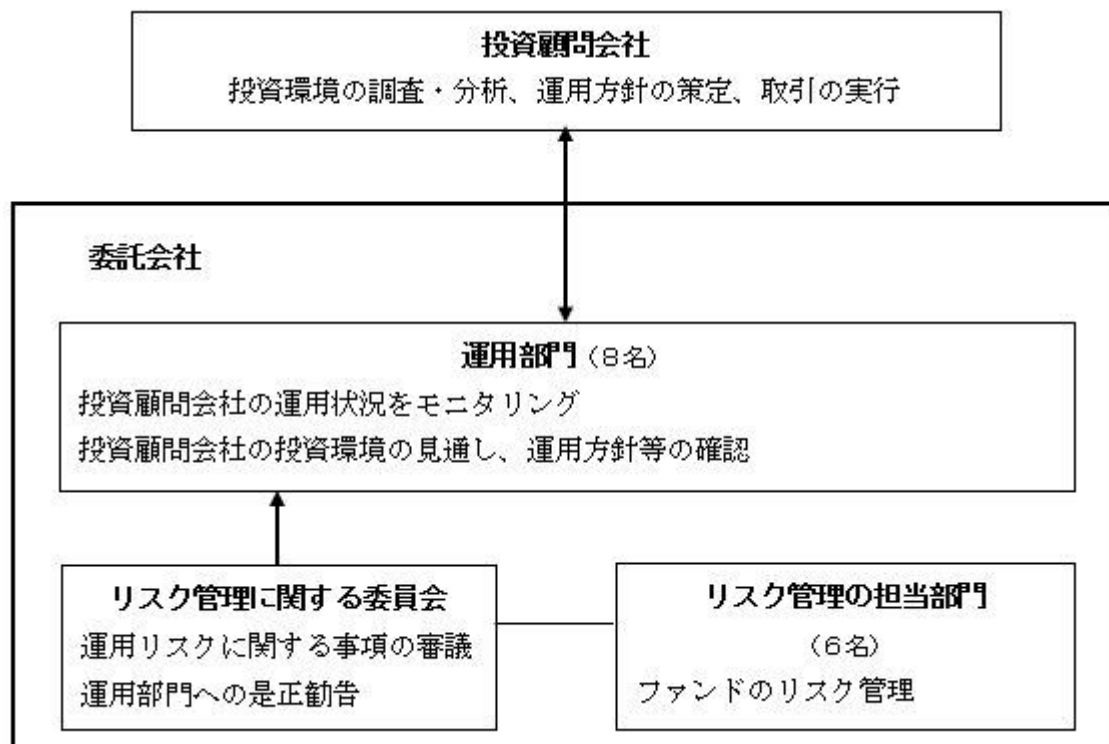 投資顧問会社
投資環境の調査・分析、運用方針の策定、取引の実行
委託会社
運用部門（8名）
投資顧問会社の運用状況をモニタリング
投資顧問会社の投資環境の見通し、運用方針等の確認
リスク管理に関する委員会
運用リスクに関する事項の審議
運用部門への是正勧告
リスク管理の担当部門
（6名）
ファンドのリスク管理